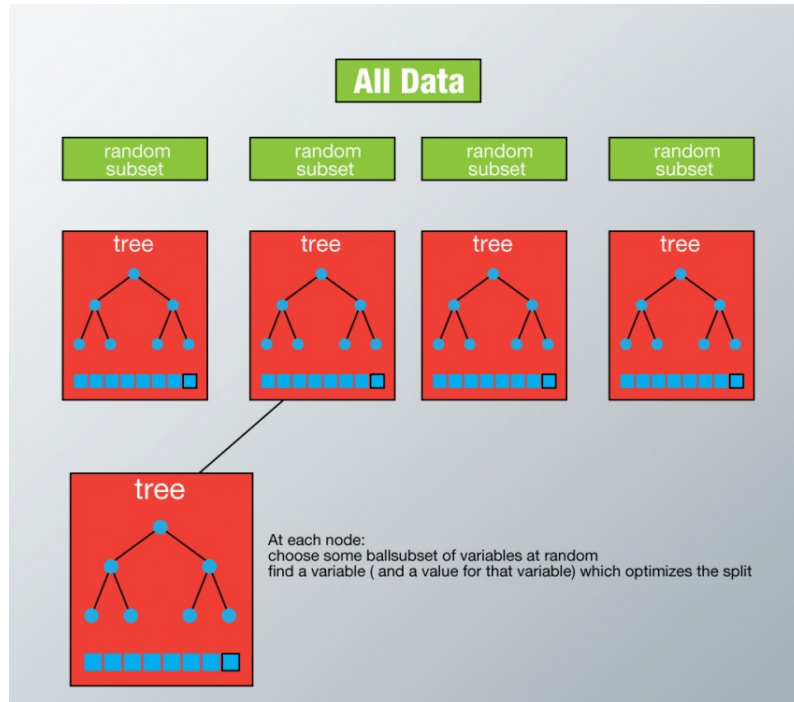 All Data
random
subset
random
subset
random
subset
random
subset
tree
tree
tree
tree
tree
At each node:
choose some ballsubset of variables at random
find a variable ( and a value for that variable) which optimizes the split